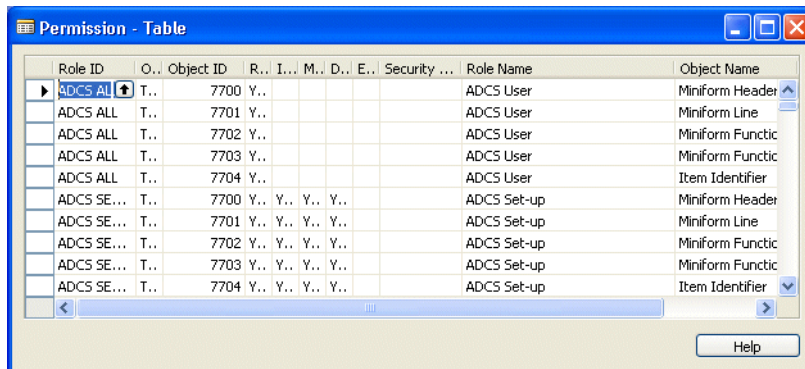 Permission - Table
Role ID O.. Object ID R.. I... M.. D.. E.. Security ... Role Name Object Name
ADCS AL T.. 7700 Y.. ADCS User Miniform Header
ADCS ALL T.. 7701 Y.. ADCS User Miniform Line
ADCS ALL T.. 7702 Y.. ADCS User Miniform Functic
ADCS ALL T.. 7703 Y.. ADCS User Miniform Functic
ADCS ALL T.. 7704 Y.. ADCS User Item Identifier
ADCS SE... T.. 7700 Y.. Y.. Y.. Y.. ADCS Set-up Miniform Header
ADCS SE... T.. 7701 Y.. Y.. Y.. Y.. ADCS Set-up Miniform Line
ADCS SE... T.. 7702 Y.. Y.. Y.. Y.. ADCS Set-up Miniform Functic
ADCS SE... T.. 7703 Y.. Y.. Y.. Y.. ADCS Set-up Miniform Functic
ADCS SE... T.. 7704 Y.. Y.. Y.. Y.. ADCS Set-up Item Identifier
Help